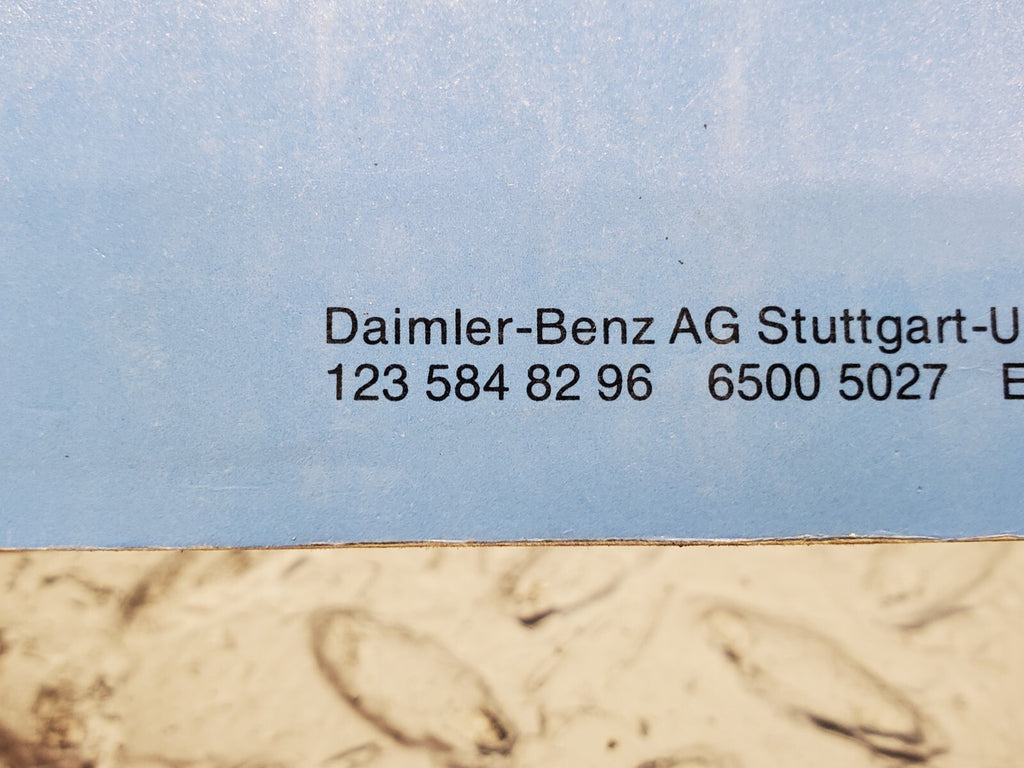 Daimler-Benz AG Stuttgart-U
123 584 82 96 6500 5027 E